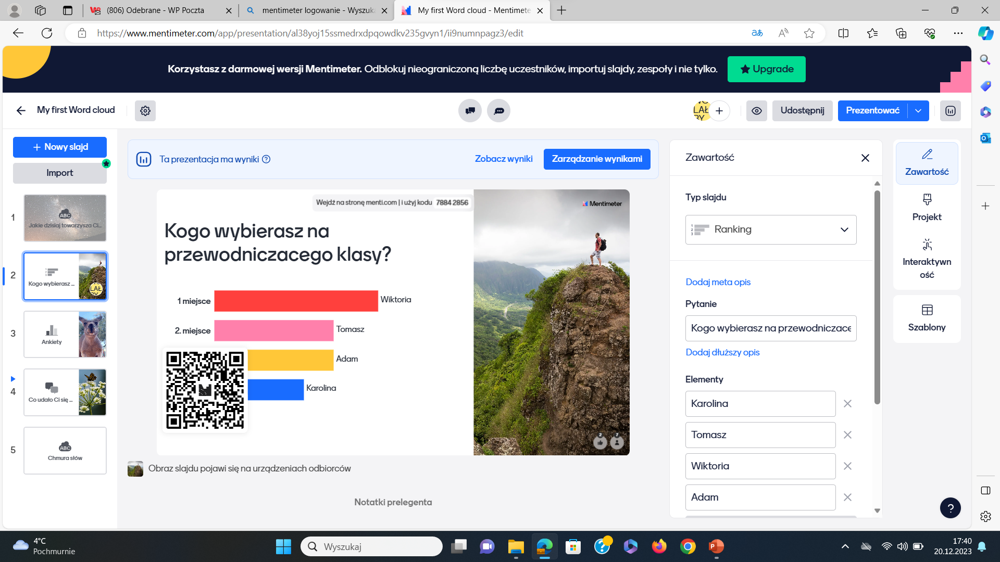 (806) Odebrane - WP Poczta
mentimeter logowanie - Wyszuk
My first Word cloud - Mentimete
https://www.mentimeter.com/app/presentation/al38yoj15ssmedrxdpqowdkv235gvyn1/ii9numnpagz3/edit
Korzystasz z darmowej wersji Mentimeter. Odblokuj nieograniczoną liczbę uczestników, importuj slajdy, zespoły i nie tylko.
Upgrade
My first Word cloud
Udostępnij
Prezentować
Nowy slajd
Import
1
Jakie dzisiaj towarzysza Ci...
2
Kogo wybierasz ...
3
Ankiety
4
Co udało Ci się ...
5
Chmura słów
Ta prezentacja ma wyniki
Zobacz wyniki
Zarządzanie wynikami
Wejdź na stronę menti.com | i użyj kodu 7884 2856
Mentimeter
Kogo wybierasz na
przewodniczacego klasy?
1 miejsce
Wiktoria
2. miejsce
Tomasz
Adam
Karolina
2
7
Obraz slajdu pojawi się na urządzeniach odbiorców
Notatki prelegenta
Zawartość
Typ slajdu
Ranking
Dodaj meta opis
Pytanie
Kogo wybierasz na przewodniczace
Dodaj dłuższy opis
Elementy
Karolina
Tomasz
Wiktoria
Adam
Zawartość
Projekt
Interaktywn
ość
Szablony
?
4°C
Pochmurnie
Wyszukaj
17:40
20.12.2023